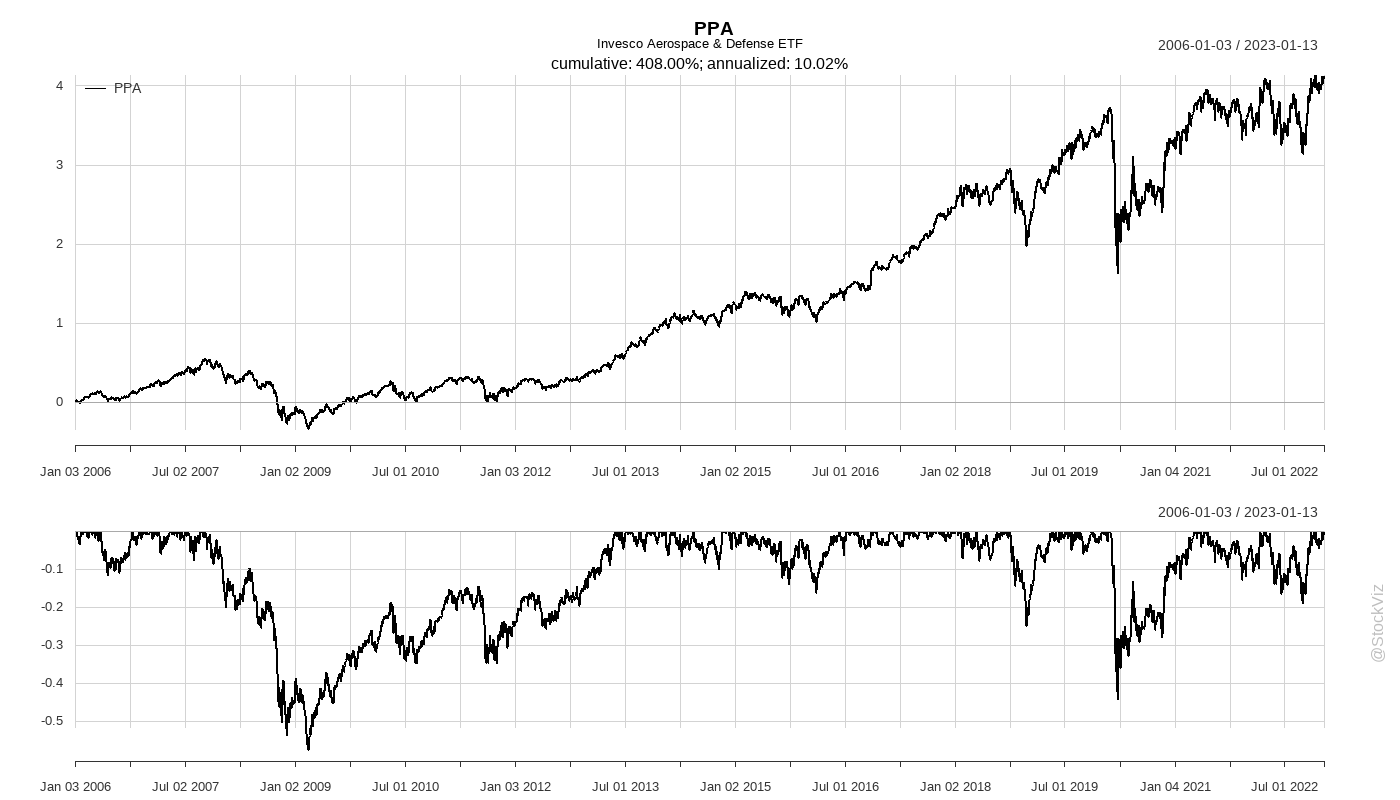 PPA
Invesco Aerospace & Defense ETF
2006-01-03 / 2023-01-13
cumulative: 408.00%; annualized: 10.02%
PPA
4
3
2
1
0
Jan 03 2006 Jul 02 2007 Jan 02 2009 Jul 01 2010 Jan 03 2012 Jul 01 2013 Jan 02 2015 Jul 01 2016 Jan 02 2018 Jul 01 2019 Jan 04 2021 Jul 01 2022
2006-01-03 / 2023-01-13
-0.1
-0.2
-0.3
-0.4
-0.5
Jan 03 2006 Jul 02 2007 Jan 02 2009 Jul 01 2010 Jan 03 2012 Jul 01 2013 Jan 02 2015 Jul 01 2016 Jan 02 2018 Jul 01 2019 Jan 04 2021 Jul 01 2022
@StockViz